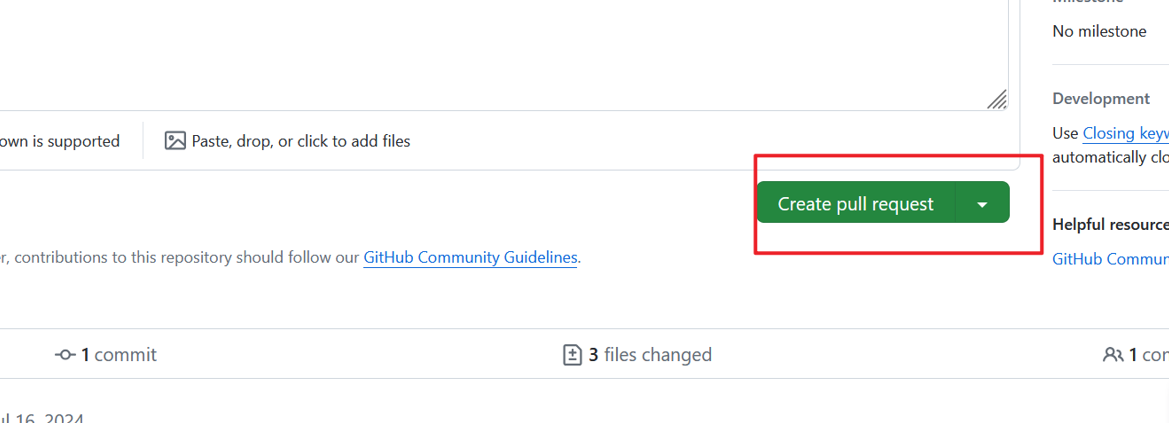 Milestone
No milestone
Development
own is supported
Paste, drop, or click to add files
Use Closing keyw
automatically clo
Create pull request
Helpful resource
r, contributions to this repository should follow our GitHub Community Guidelines.
GitHub Commun
1 commit
3 files changed
1 con
ul 16, 2024